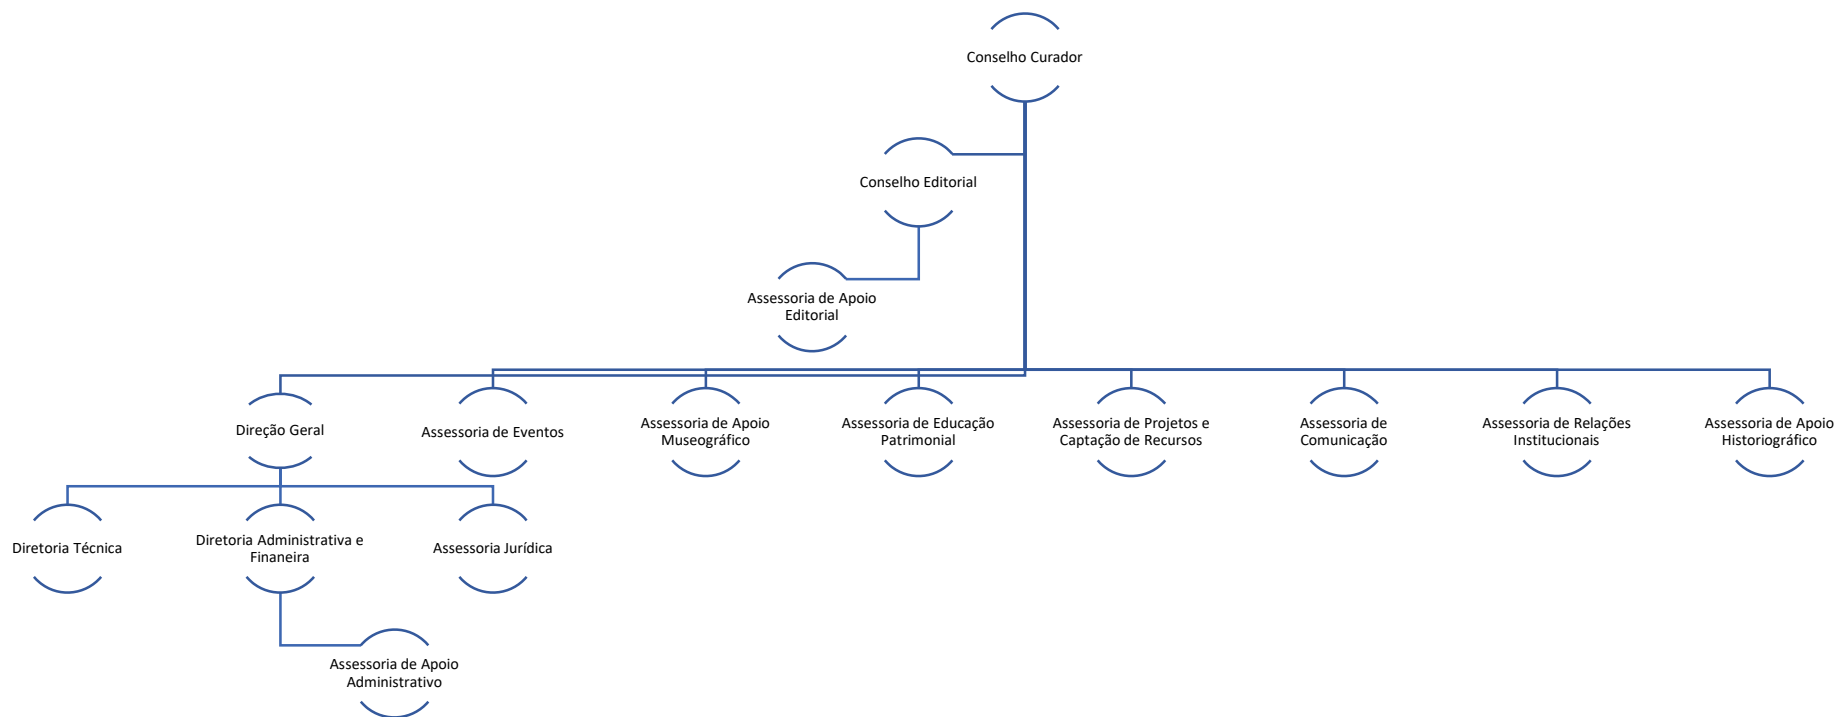 Conselho Curador
Conselho Editorial
Assessoria de Apoio
Editorial
Direção Geral
Assessoria de Eventos
Assessoria de Apoio
Museográfico
Assessoria de Educação
Patrimonial
Assessoria de Projetos e
Captação de Recursos
Assessoria de
Comunicação
Assessoria de Relações
Institucionais
Assessoria de Apoio
Historiográfico
Diretoria Técnica
Diretoria Administrativa e
Finaneira
Assessoria Jurídica
Assessoria de Apoio
Administrativo